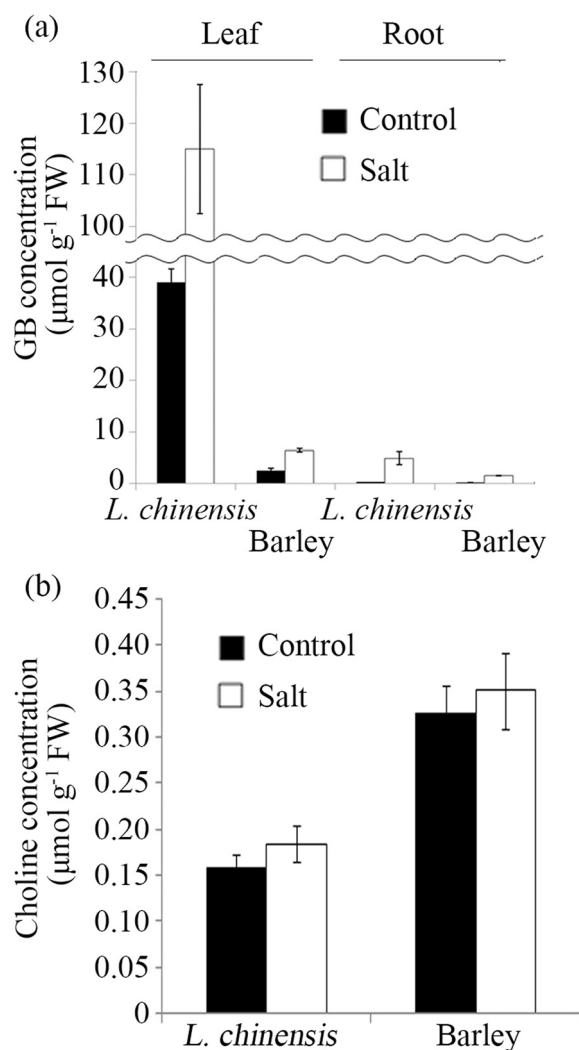 (a)
Leaf Root
130
120
110
100
40
30
20
10
0
Control
Salt
GB concentration
(μmol g-1 FW)
L. chinensis L. chinensis
Barley Barley
(b)
0.45
0.40
0.35
0.30
0.25
0.20
0.15
0.10
0.05
0
Control
Salt
Choline concentration
(μmol g-1 FW)
L. chinensis Barley